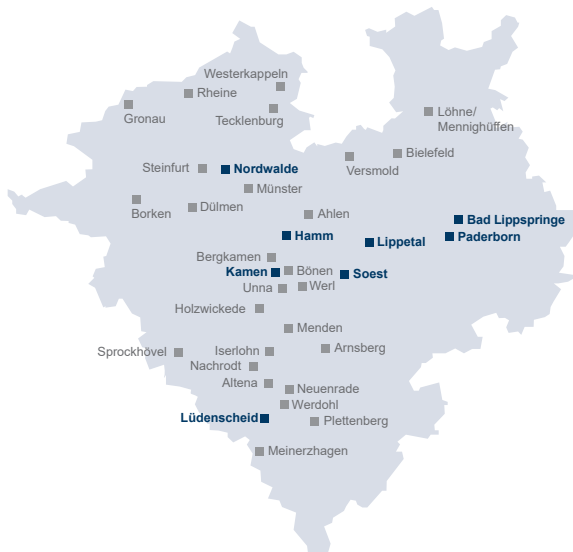 Westerkappeln
Rheine
Gronau
Tecklenburg
Löhne/
Mennighüffen
Bielefeld
Versmold
Steinfurt
Nordwalde
Münster
Borken
Dülmen
Ahlen
Bad Lippspringe
Hamm
Lippetal
Paderborn
Bergkamen
Kamen
Bönen
Soest
Unna
Werl
Holzwickede
Menden
Sprockhövel
Iserlohn
Arnsberg
Nachrodt
Altena
Neuenrade
Werdohl
Lüdenscheid
Plettenberg
Meinerzhagen